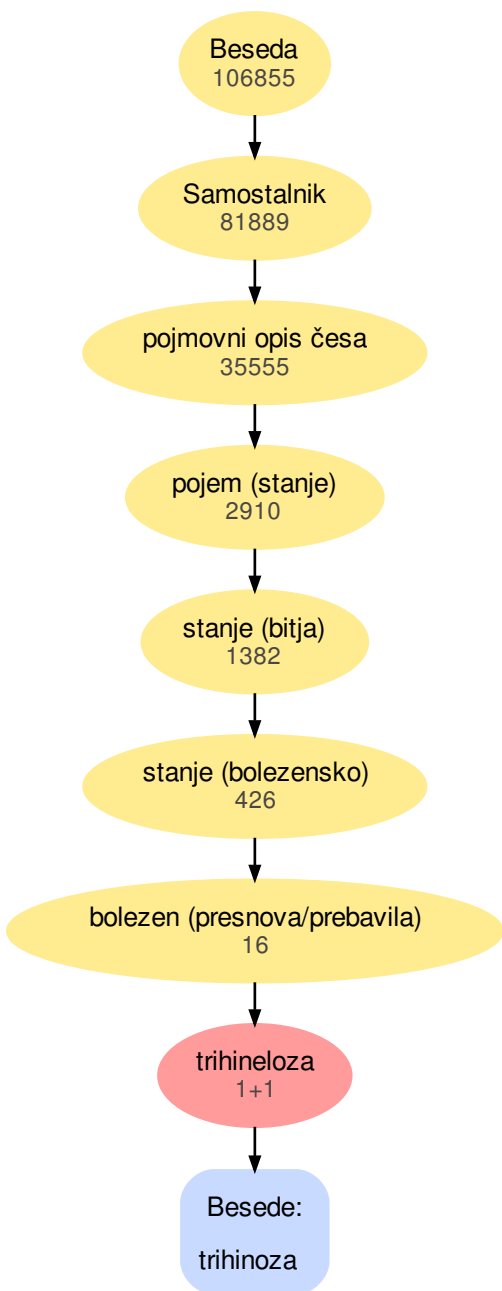 Beseda
106855
Samostalnik
81889
pojmovni opis česa
35555
pojem (stanje)
2910
stanje (bitja)
1382
stanje (bolezensko)
426
bolezen (presnova/prebavila)
16
trihineloza
1+1
Besede:
trihinoza